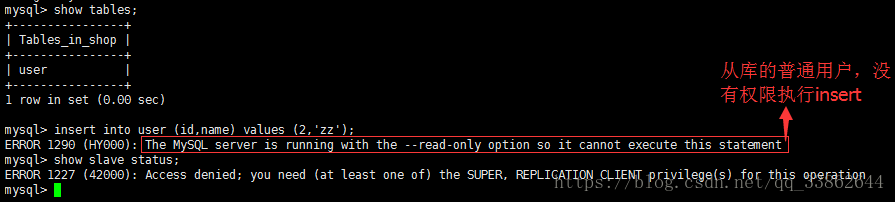 mysql> show tables;
+----------------+
| Tables_in_shop |
+----------------+
| user           |
+----------------+
1 row in set (0.00 sec)
从库的普通用户，没
有权限执行insert
mysql> insert into user (id,name) values (2,'zz');
ERROR 1290 (HY000): The MySQL server is running with the --read-only option so it cannot execute this statement
mysql> show slave status;
ERROR 1227 (42000): Access denied; you need (at least one of) the SUPER, REPLICATION CLIENT privilege(s) for this operation
mysql>
https://blog.csdn.net/qq_33862644